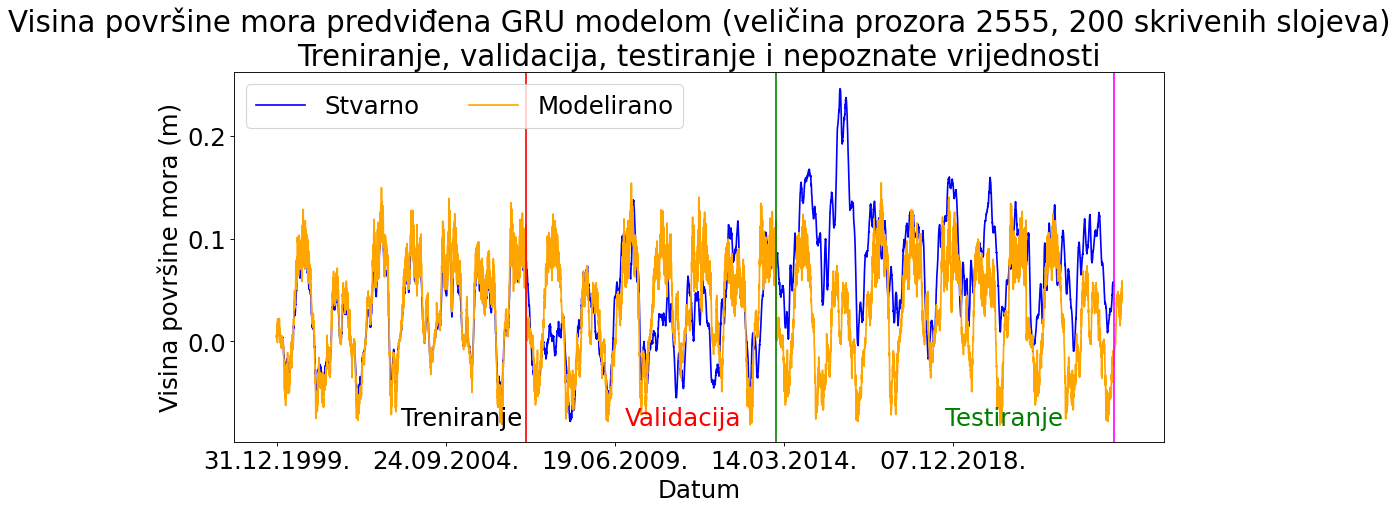 Visina površine mora predviđena GRU modelom (veličina prozora 2555, 200 skrivenih slojeva)
Treniranje, validacija, testiranje i nepoznate vrijednosti
Stvarno
Modelirano
Visina površine mora (m)
0.2
0.1
0.0
Treniranje
Validacija
Testiranje
31.12.1999.
24.09.2004.
19.06.2009.
14.03.2014.
07.12.2018.
Datum